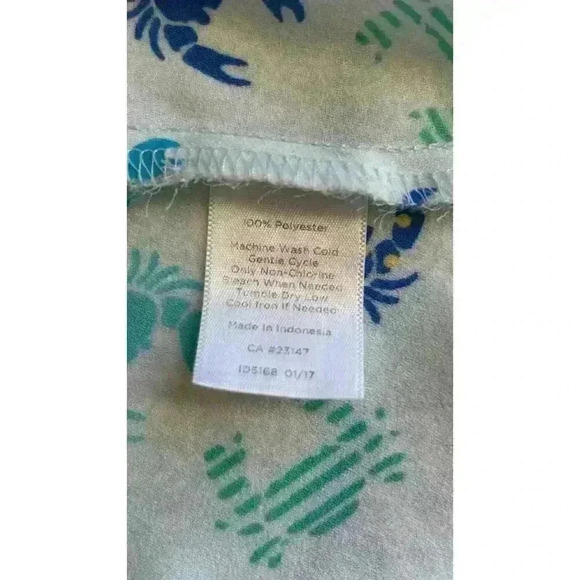 100% Polyester
Machine Wash Cold
Gentle Cycle
Only Non-Chlorine
Bleach When Needed
Tumble Dry Low
Cool Iron If Needed
Made In Indonesia
CA #23147
ID5168 01/17